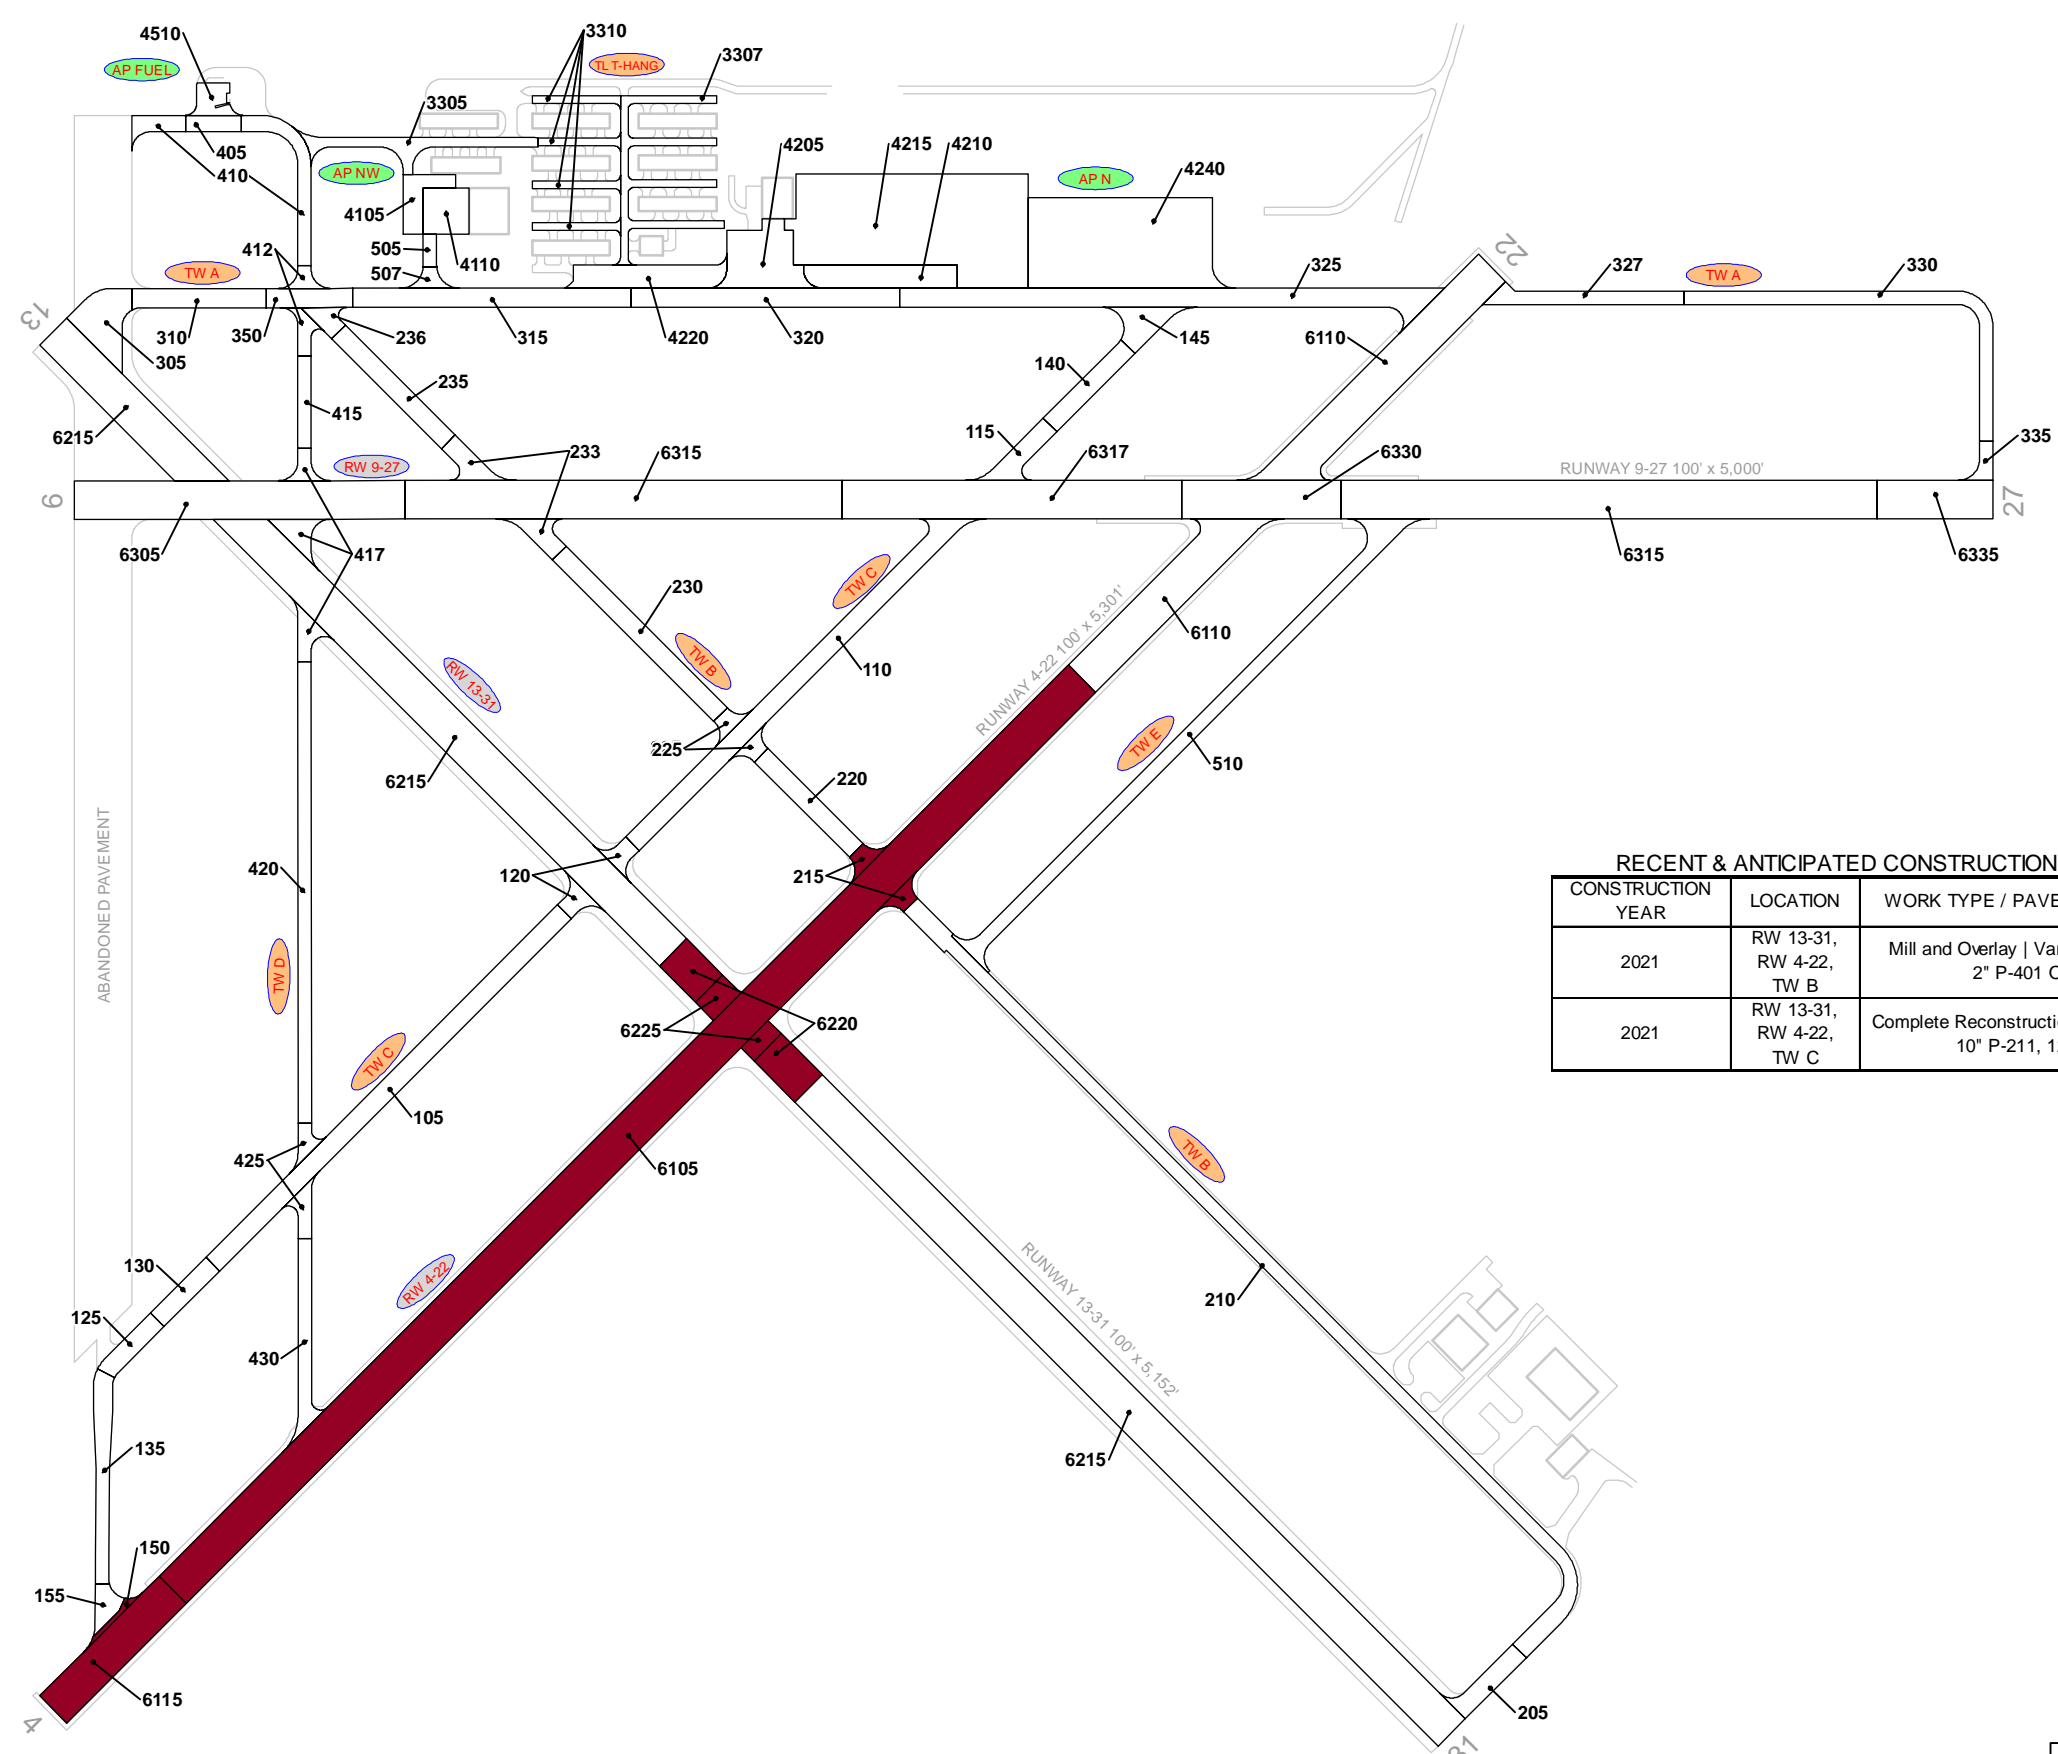 4510
3310
3307
AP FUEL
TL T-HANG
3305
405
410
AP NW
4205
4215
4210
AP N
4240
4105
505
4110
412
507
TW A
325
22
327
TW A
330
13
310
350
236
315
4220
320
145
6110
305
140
235
415
6215
115
233
6315
6317
6330
335
RW 9-27
RUNWAY 9-27 100' x 5,000'
9
27
6305
417
6315
6335
230
TW C
RUNWAY 4-22 100' x 5,301'
6110
TW B
110
RW 13-31
225
TW E
510
6215
220
ABANDONED PAVEMENT
420
120
215
RECENT & ANTICIPATED CONSTRUCTION
CONSTRUCTION
YEAR
LOCATION
WORK TYPE / PAVE
2021
RW 13-31,
RW 4-22,
TW B
Mill and Overlay | Var
2" P-401 O
2021
RW 13-31,
RW 4-22,
TW C
Complete Reconstructi
10" P-211, 1
TW D
6225
6220
TW C
105
425
6105
TW B
130
RW 4-22
RUNWAY 13-31 100' x 5,152'
210
125
430
135
6215
150
155
6115
4
205
31